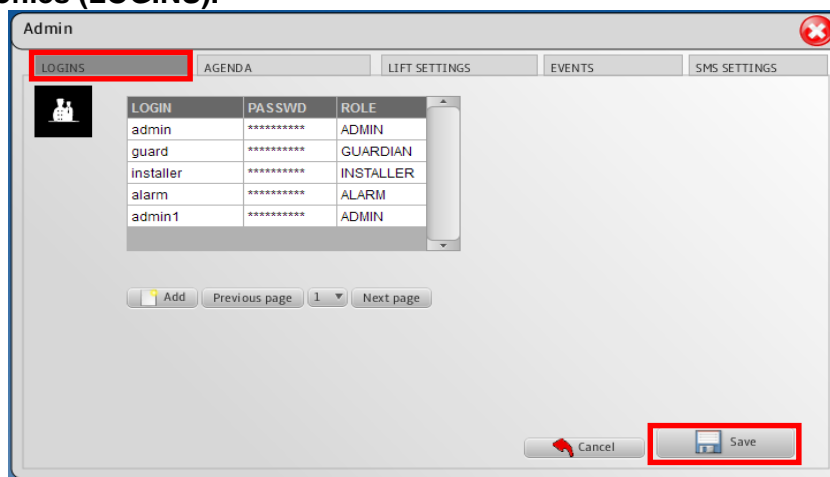 (LOGINS).
Admin
LOGINS AGENDA LIFT SETTINGS EVENTS SMS SETTINGS
LOGIN PASSWD ROLE
admin ********** ADMIN
guard ********** GUARDIAN
installer ********** INSTALLER
alarm ********** ALARM
admin1 ********** ADMIN
Add Previous page 1 Next page
Cancel Save